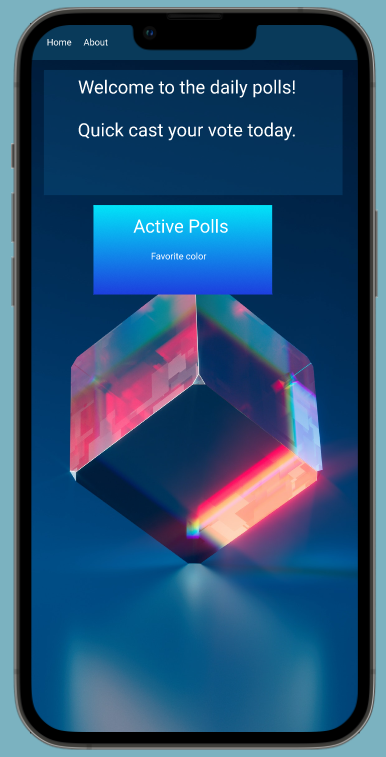 Home About
Welcome to the daily polls!
Quick cast your vote today.
Active Polls
Favorite color